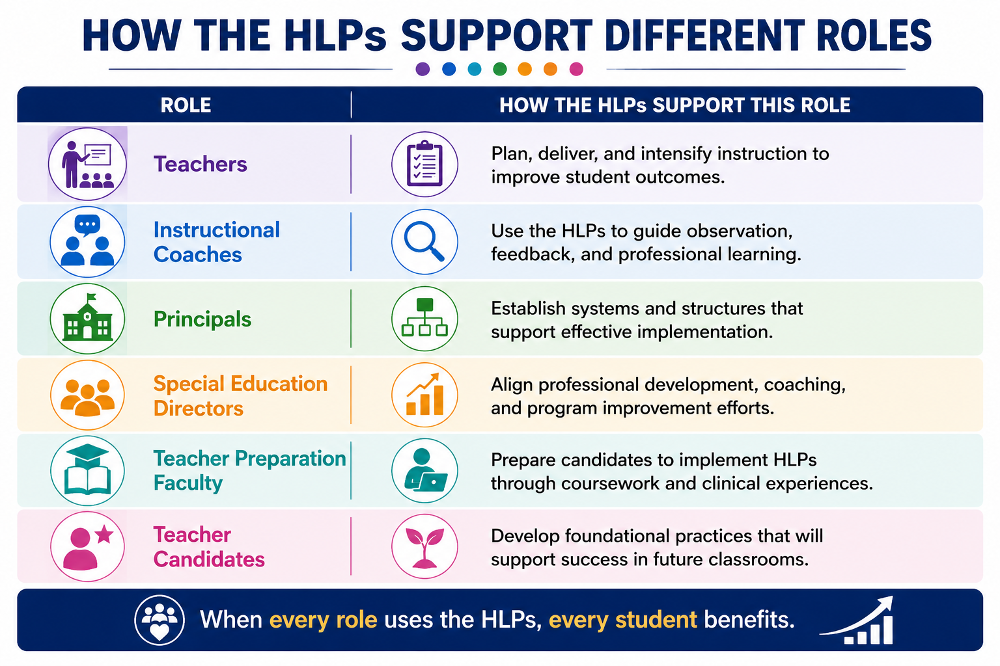 HOW THE HLPs SUPPORT DIFFERENT ROLES
ROLE
HOW THE HLPs SUPPORT THIS ROLE
Teachers
Plan, deliver, and intensify instruction to
improve student outcomes.
Instructional
Coaches
Use the HLPs to guide observation,
feedback, and professional learning.
Principals
Establish systems and structures that
support effective implementation.
Special Education
Directors
Align professional development, coaching,
and program improvement efforts.
Teacher Preparation
Faculty
Prepare candidates to implement HLPs
through coursework and clinical experiences.
Teacher
Candidates
Develop foundational practices that will
support success in future classrooms.
When every role uses the HLPs, every student benefits.